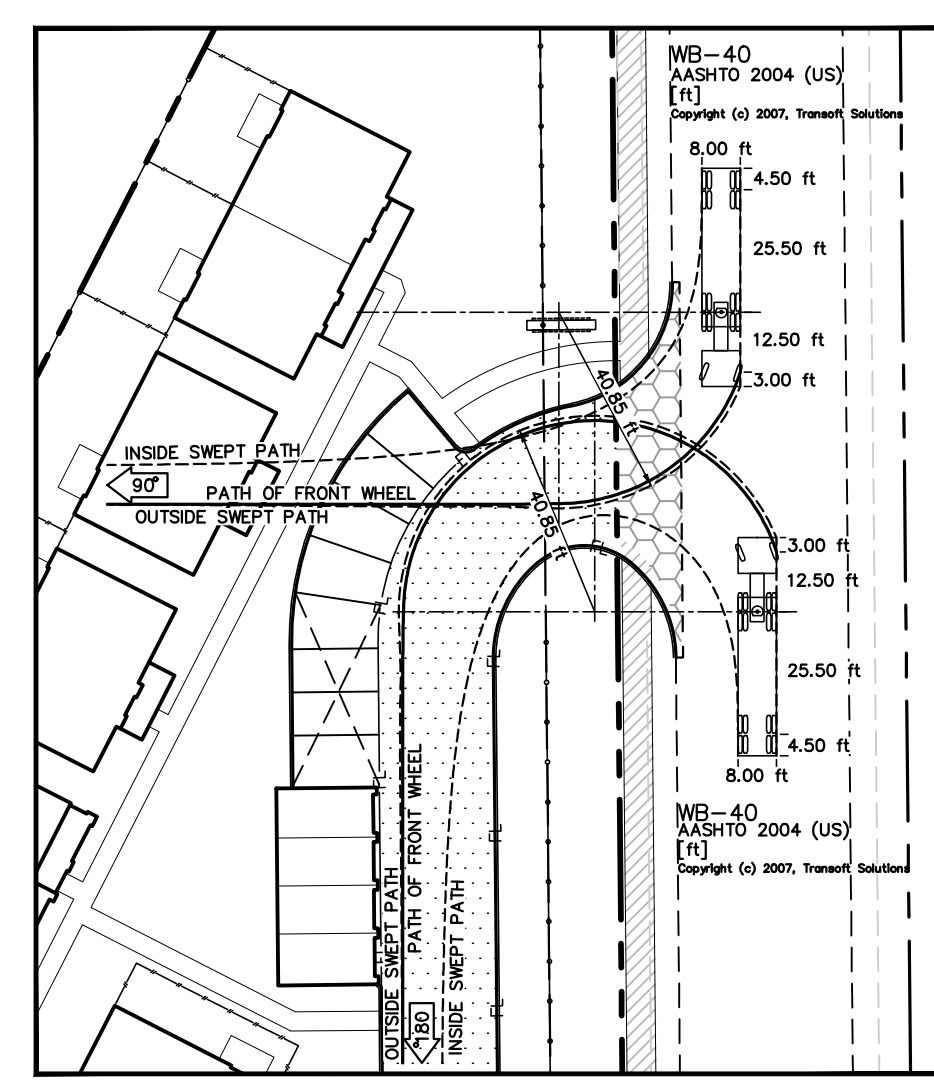 WB-40
AASHTO 2004 (US)
[ft]
Copyright (c) 2007, Transoft Solutions
8.00 ft
4.50 ft
25.50 ft
12.50 ft
3.00 ft
40.85 ft
INSIDE SWEPT PATH
90°
PATH OF FRONT WHEEL
OUTSIDE SWEPT PATH
40.85 ft
3.00 ft
12.50 ft
25.50 ft
4.50 ft
8.00 ft
WB-40
AASHTO 2004 (US)
[ft]
Copyright (c) 2007, Transoft Solutions
OUTSIDE SWEPT PATH
PATH OF FRONT WHEEL
INSIDE SWEPT PATH
°180